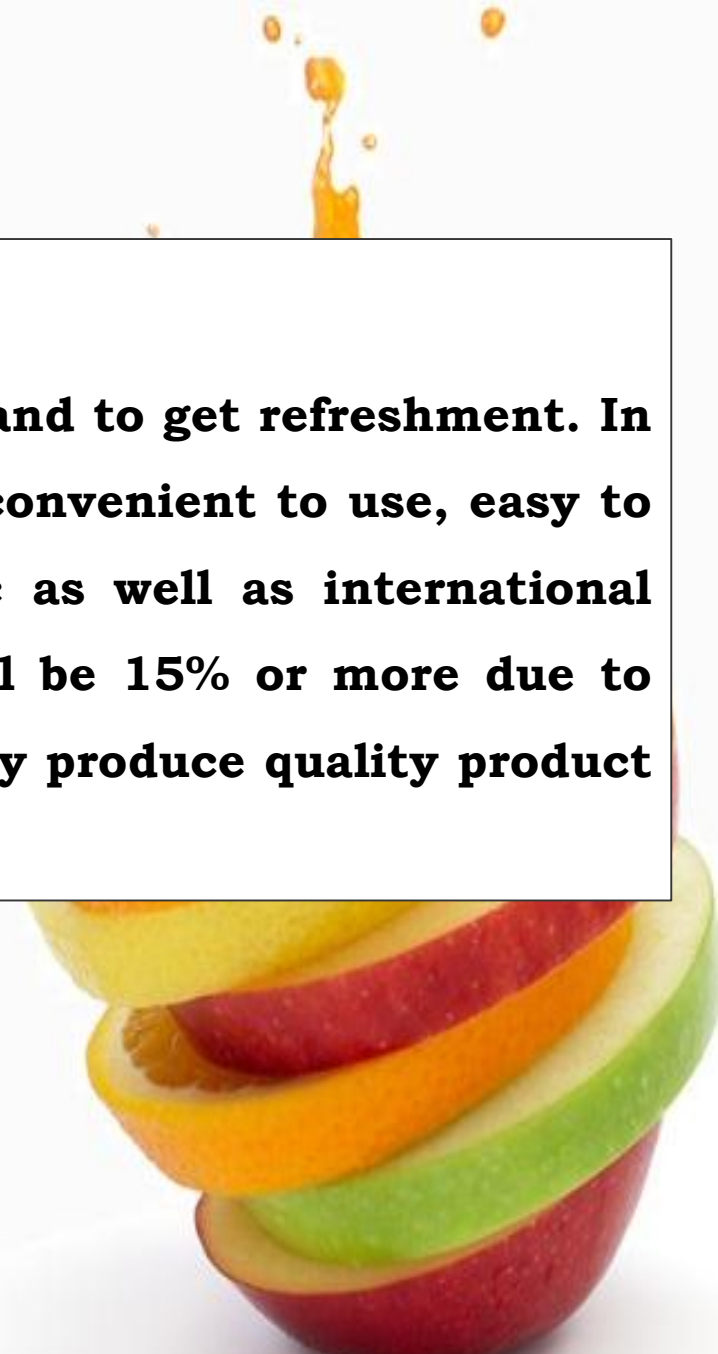 and to get refreshment. In
convenient to use, easy to
as well as international
be 15% or more due to
produce quality product